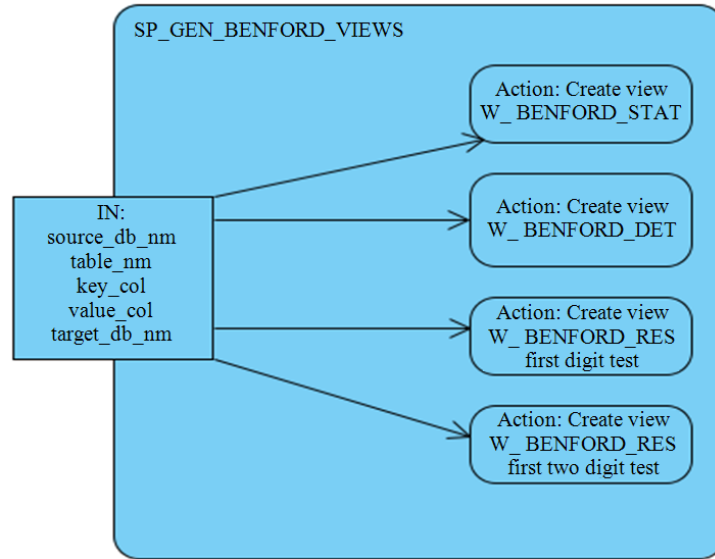 SP_GEN_BENFORD_VIEWS
Action: Create view
W_ BENFORD_STAT
IN:
source_db_nm
table_nm
key_col
value_col
target_db_nm
Action: Create view
W_ BENFORD_DET
Action: Create view
W_ BENFORD_RES
first digit test
Action: Create view
W_ BENFORD_RES
first two digit test